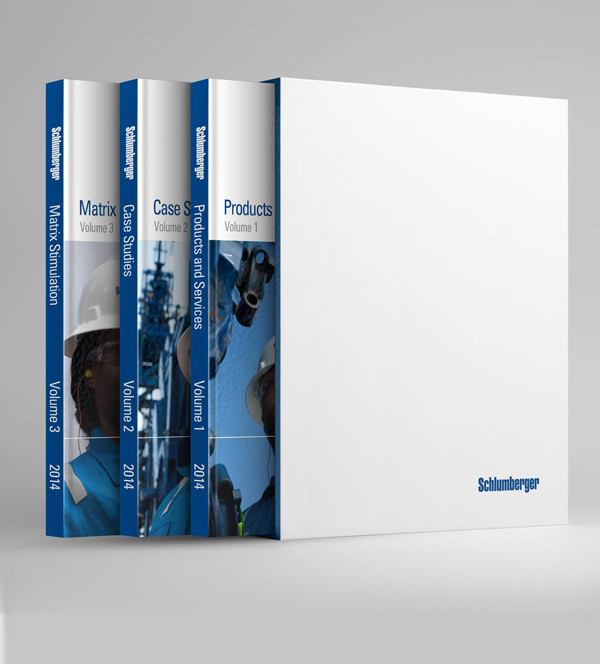 Schlumberger
Matrix Stimulation
Volume 3
2014
Matrix
Volume 3
Schlumberger
Case Studies
Volume 2
2014
Case S
Volume 2
Schlumberger
Products and Services
Volume 1
2014
Products
Volume 1
Schlumberger